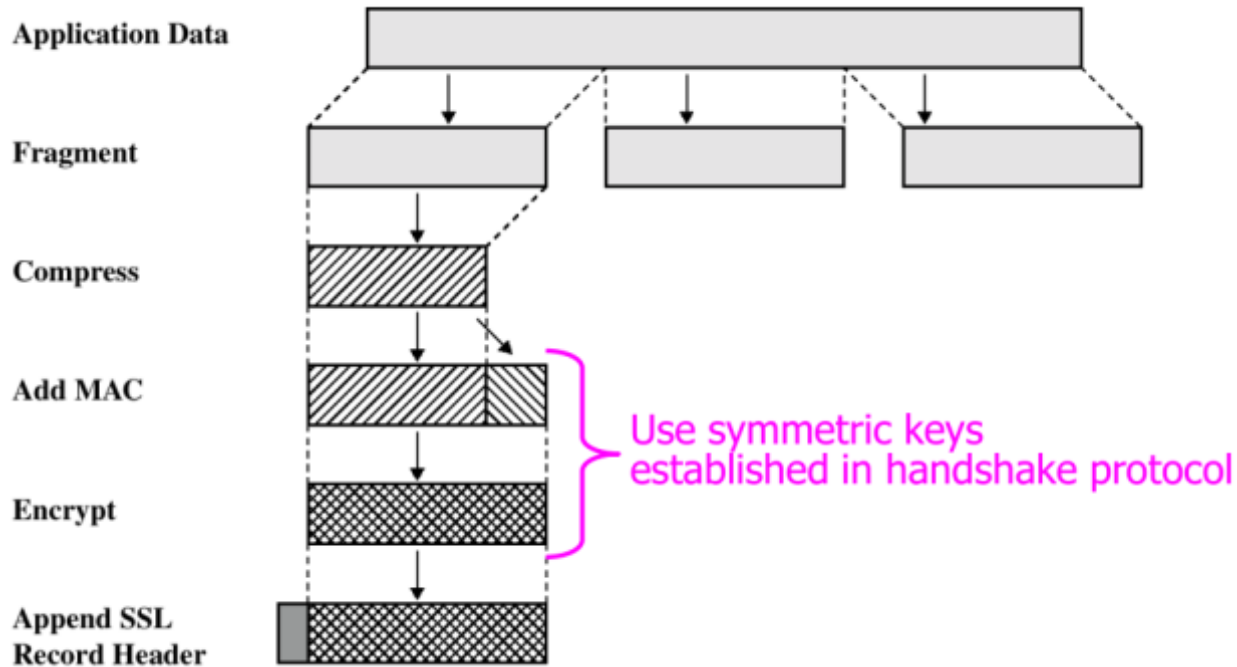 Application Data
Fragment
Compress
Add MAC
Use symmetric keys
established in handshake protocol
Encrypt
Append SSL
Record Header